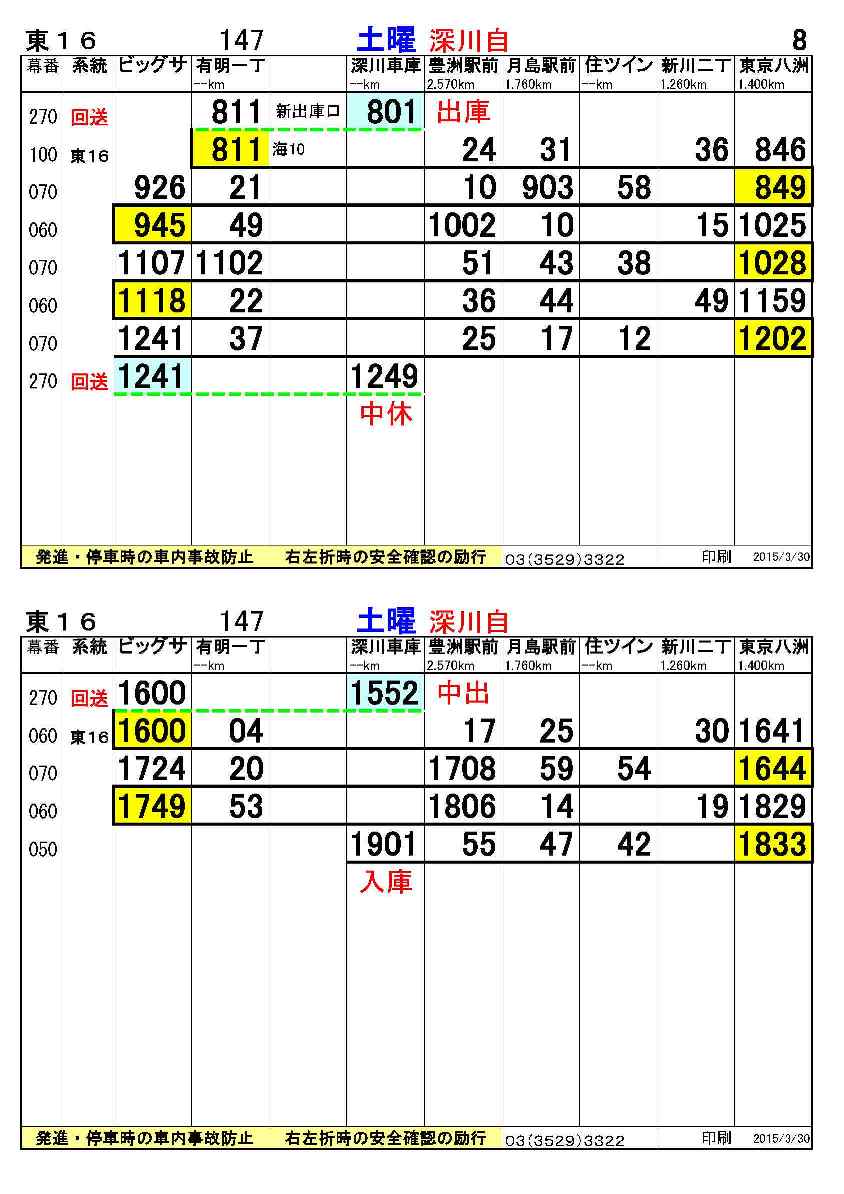 東１６ 147 土曜 深川自 8
幕番 系統 ビッグサ 有明一丁 深川車庫 豊洲駅前 月島駅前 住ツイン 新川二丁 東京八洲
--km --km 2.570km 1.760km --km 1.260km 1.400km
270 回送 811 新出庫口 801 出庫
100 東16 811 海10 24 31 36 846
070 926 21 10 903 58 849
060 945 49 1002 10 15 1025
070 1107 1102 51 43 38 1028
060 1118 22 36 44 49 1159
070 1241 37 25 17 12 1202
270 回送 1241 1249
中休
発進・停車時の車内事故防止 右左折時の安全確認の励行 03(3529)3322 印刷 2015/3/30
東１６ 147 土曜 深川自
幕番 系統 ビッグサ 有明一丁 深川車庫 豊洲駅前 月島駅前 住ツイン 新川二丁 東京八洲
--km --km 2.570km 1.760km --km 1.260km 1.400km
270 回送 1600 1552 中出
060 東16 1600 04 17 25 30 1641
070 1724 20 1708 59 54 1644
060 1749 53 1806 14 19 1829
050 1901 55 47 42 1833
入庫
発進・停車時の車内事故防止 右左折時の安全確認の励行 03(3529)3322 印刷 2015/3/30